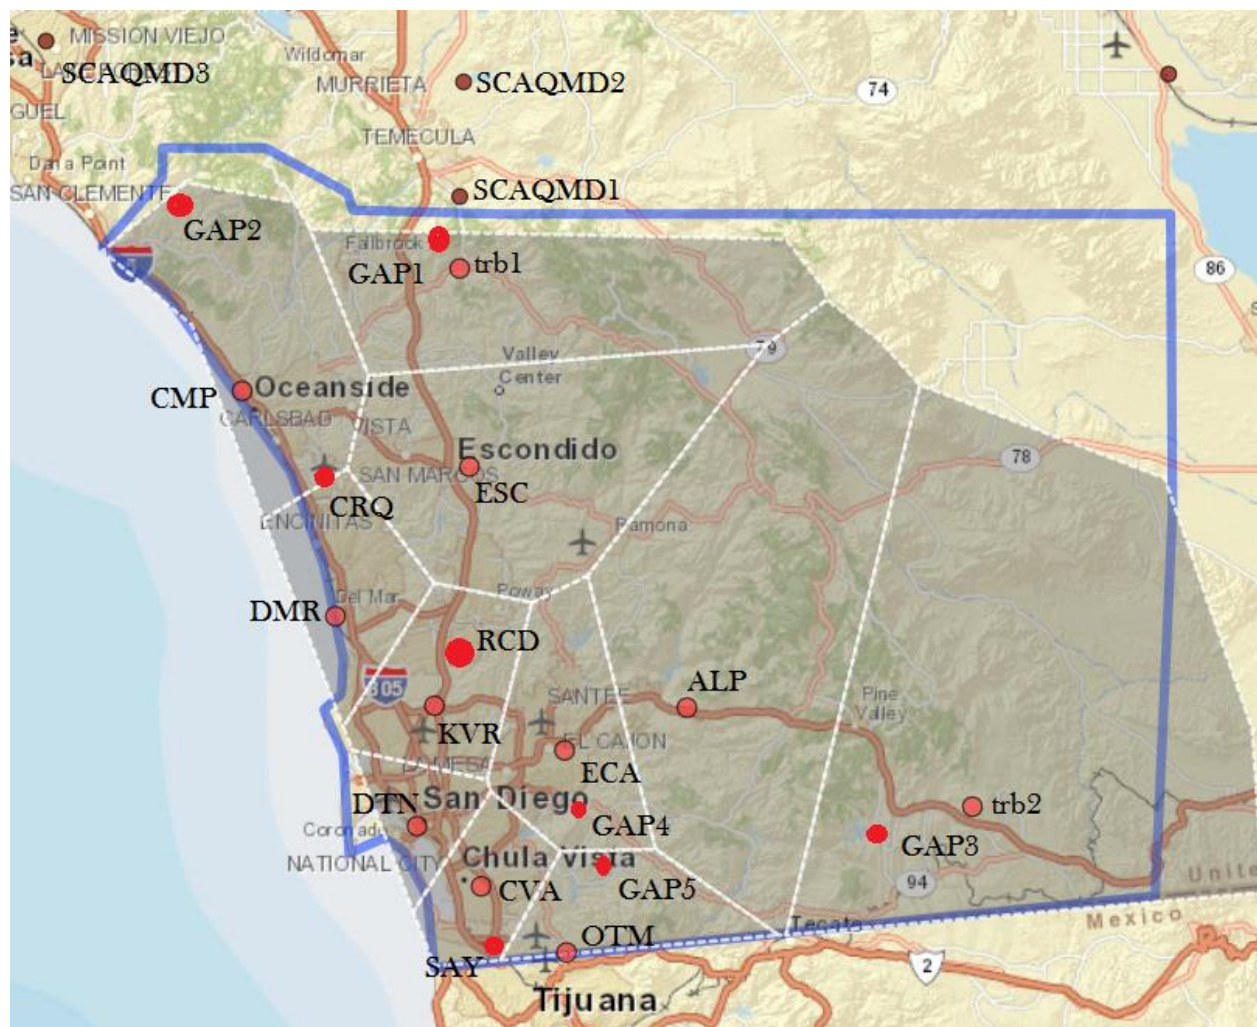 MISSION VIEJO
SCAQMD3
GUEL
Wildomar
MURRIETA
SCAQMD2
74
TEMECULA
Dana Point
SAN CLEMENTE
SCAQMD1
GAP2
Fallbrook
GAP1
trb1
86
5
Valley
Center
79
CMP
Oceanside
CARLSBAD
VISTA
Escondido
78
SAN MARCOS
ESC
CRQ
ENCINITAS
Ramona
Poway
DMR
Del Mar
RCD
805
SANTEE
ALP
Pine
Valley
KVR
EL CAJON
LA MESA
ECA
DTN
San Diego
trb2
GAP4
Coronado
GAP3
NATIONAL CITY
Chula Vista
CVA
GAP5
94
Unite
Mexico
Tecate
OTM
SAY
2
Tijuana